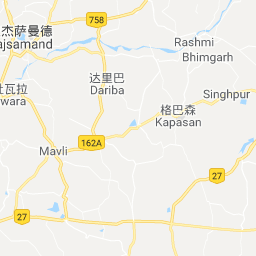 杰萨曼德
ajsamand
758
Rashmi
Bhimgarh
达里巴
Dariba
杜瓦拉
wara
Singhpur
格巴森
Kapasan
162A
Mavli
27
27